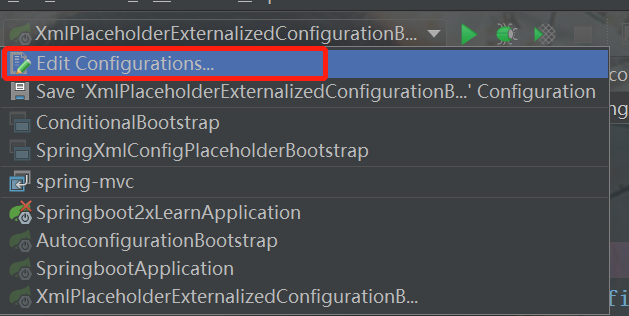 XmlPlaceholderExternalizedConfigurationB...
Edit Configurations...
Save 'XmlPlaceholderExternalizedConfigurationB...' Configuration
ConditionalBootstrap
SpringXmlConfigPlaceholderBootstrap
spring-mvc
Springboot2xLearnApplication
AutoconfigurationBootstrap
SpringbootApplication
XmlPlaceholderExternalizedConfigurationB...